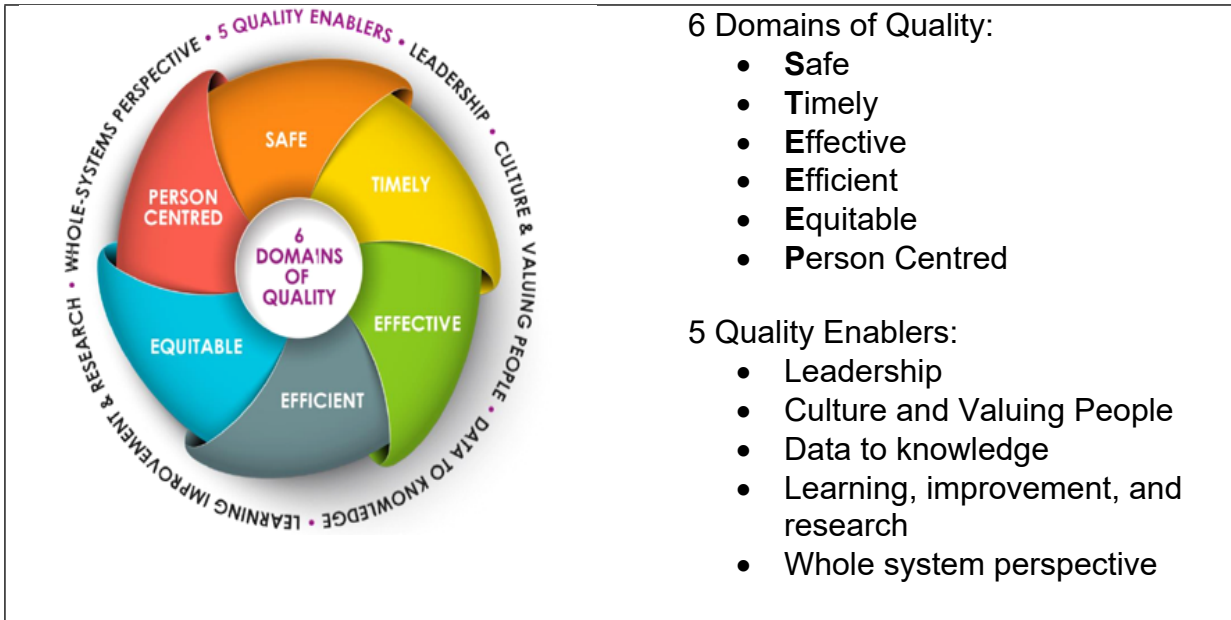 • 5 QUALITY ENABLERS • LEADERSHIP • CULTURE & VALUING PEOPLE • DATA TO KNOWLEDGE • LEARNING IMPROVEMENT & RESEARCH • WHOLE-SYSTEMS PERSPECTIVE
SAFE
TIMELY
EFFECTIVE
EFFICIENT
EQUITABLE
PERSON
CENTRED
6
DOMAINS
OF
QUALITY
6 Domains of Quality:
• Safe
• Timely
• Effective
• Efficient
• Equitable
• Person Centred
5 Quality Enablers:
• Leadership
• Culture and Valuing People
• Data to knowledge
• Learning, improvement, and
research
• Whole system perspective